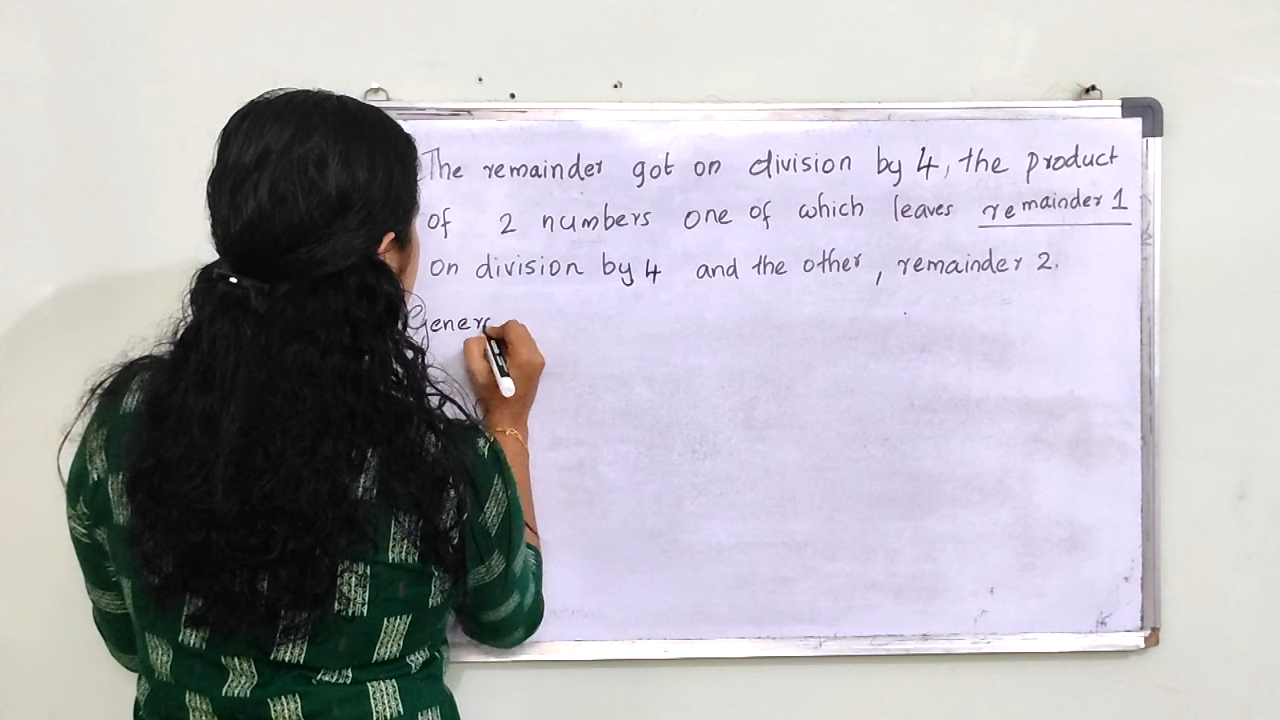 The remainder got on division by 4, the product
of 2 numbers one of which leaves remainder 1
on division by 4 and the other, remainder 2.
Gener